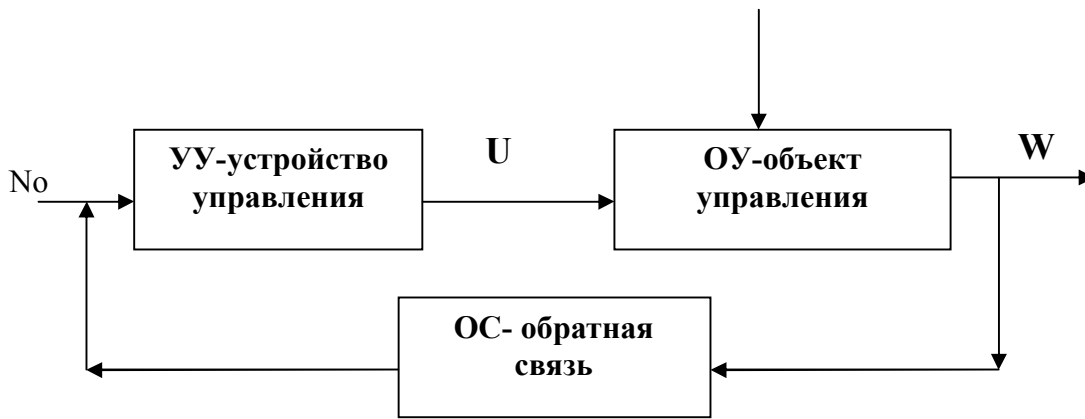 No
УУ-устройство
управления
U
ОУ-объект
управления
W
ОС- обратная
связь